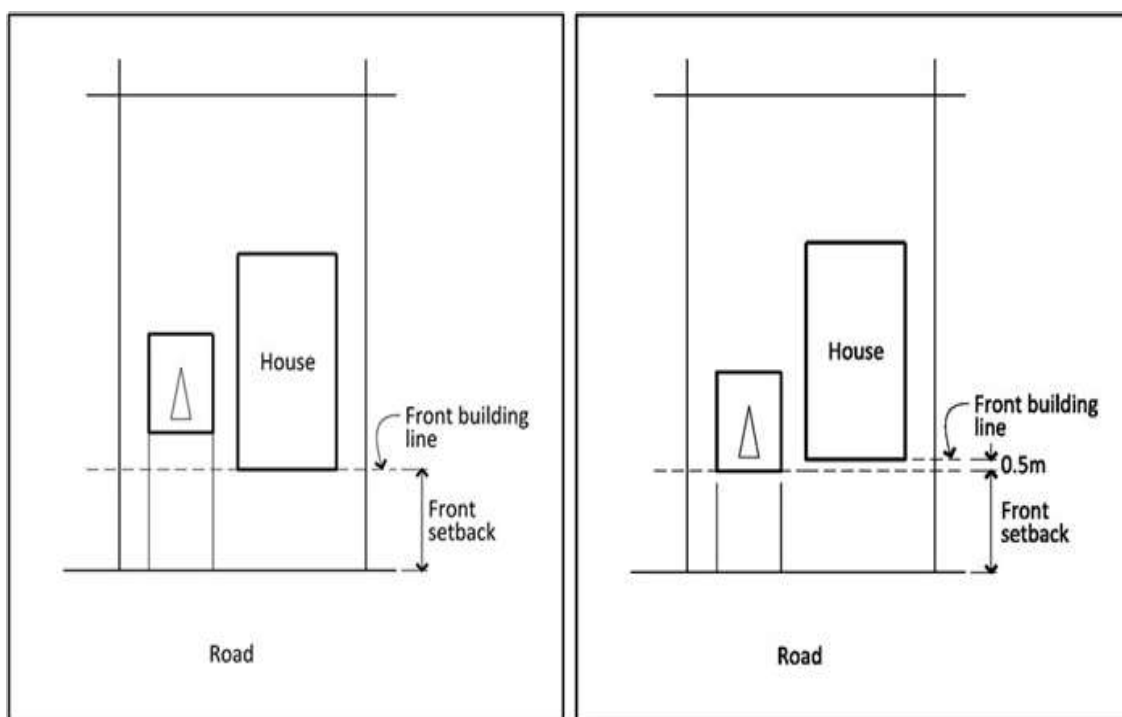 House
Front building
line
Front
setback
Road
House
Front building
line
0.5m
Front
setback
Road